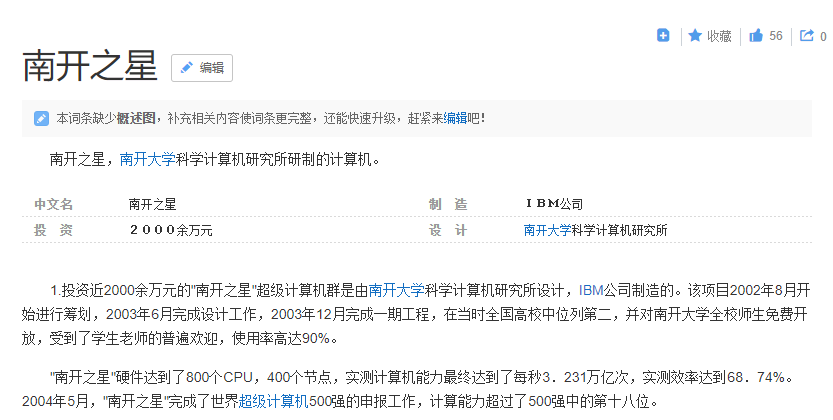 收藏 56 0
南开之星 编辑
本词条缺少概述图，补充相关内容使词条更完整，还能快速升级，赶紧来编辑吧！
南开之星，南开大学科学计算机研究所研制的计算机。
中文名 南开之星 制 造 ＩＢＭ公司
投 资 ２０００余万元 设 计 南开大学科学计算机研究所
1.投资近2000余万元的"南开之星"超级计算机群是由南开大学科学计算机研究所设计，IBM公司制造的。该项目2002年8月开
始进行筹划，2003年6月完成设计工作，2003年12月完成一期工程，在当时全国高校中位列第二，并对南开大学全校师生免费开
放，受到了学生老师的普遍欢迎，使用率高达90%。
"南开之星"硬件达到了800个CPU，400个节点，实测计算机能力最终达到了每秒3．231万亿次，实测效率达到68．74%。
2004年5月，"南开之星"完成了世界超级计算机500强的申报工作，计算能力超过了500强中的第十八位。